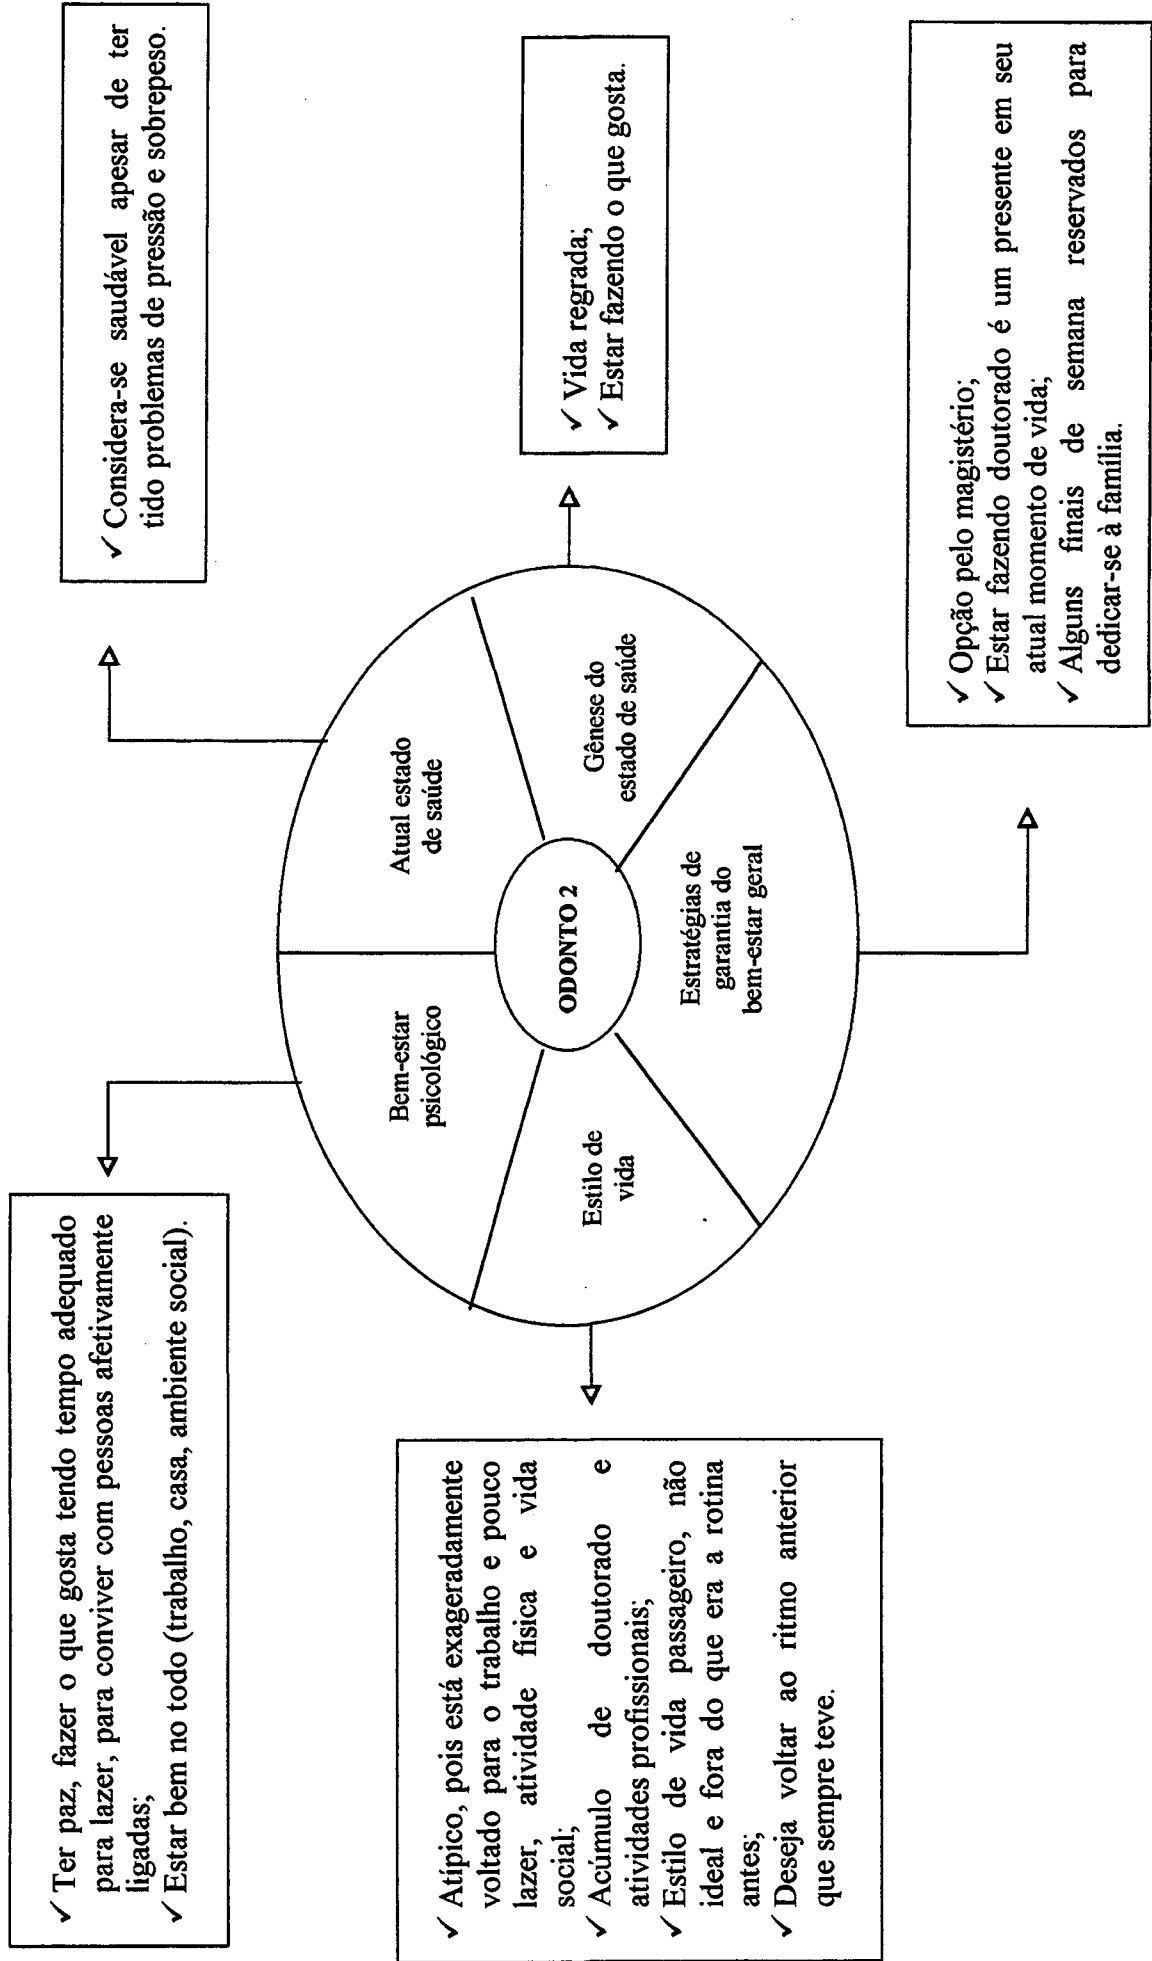 ✓ Ter paz, fazer o que gosta tendo tempo adequado
para lazer, para conviver com pessoas afetivamente
ligadas;
✓ Estar bem no todo (trabalho, casa, ambiente social).
✓ Considera-se saudável apesar de ter
tido problemas de pressão e sobrepeso.
Bem-estar
psicológico
Atual estado
de saúde
✓ Atípico, pois está exageradamente
voltado para o trabalho e pouco
lazer, atividade física e vida
social;
✓ Acúmulo de doutorado e
atividades profissionais;
✓ Estilo de vida passageiro, não
ideal e fora do que era a rotina
antes;
✓ Deseja voltar ao ritmo anterior
que sempre teve.
Estilo de
vida
ODONTO 2
Gênese do
estado de saúde
✓ Vida regrada;
✓ Estar fazendo o que gosta.
Estratégias de
garantia do
bem-estar geral
✓ Opção pelo magistério;
✓ Estar fazendo doutorado é um presente em seu
atual momento de vida;
✓ Alguns finais de semana reservados para
dedicar-se à família.